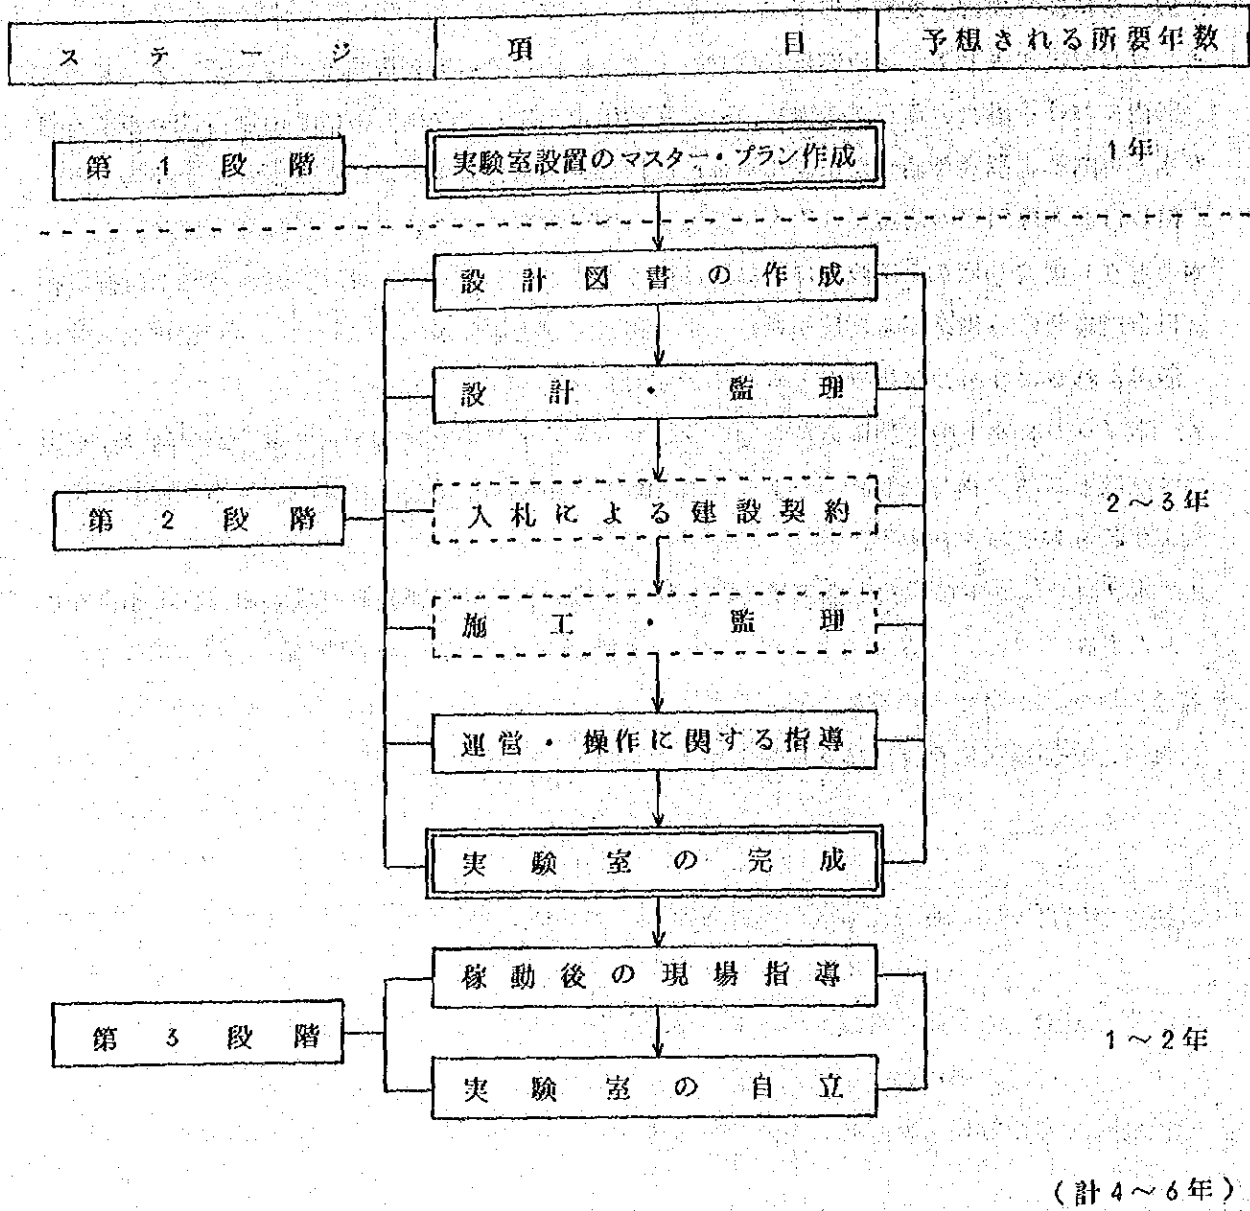 ステージ 項目 予想される所要年数
第1段階 実験室設置のマスター・プラン作成 1年
設計図書の作成
設計・監理
第2段階 入札による建設契約 2〜3年
施工・監理
運営・操作に関する指導
実験室の完成
稼動後の現場指導
第3段階 1〜2年
実験室の自立
(計4〜6年)